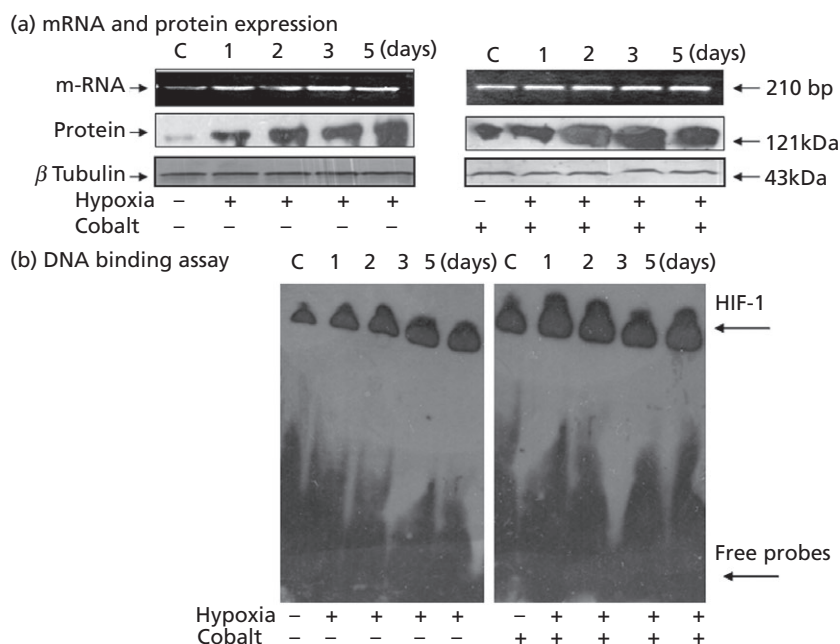 (a) mRNA and protein expression
C 1 2 3 5 (days) C 1 2 3 5 (days)
m-RNA 210 bp
Protein 121kDa
β Tubulin 43kDa
Hypoxia – + + + + – + + + +
Cobalt – – – – – + + + + +
(b) DNA binding assay
C 1 2 3 5 (days) C 1 2 3 5 (days)
HIF-1
Free probes
Hypoxia – + + + + – + + + +
Cobalt – – – – – + + + + +